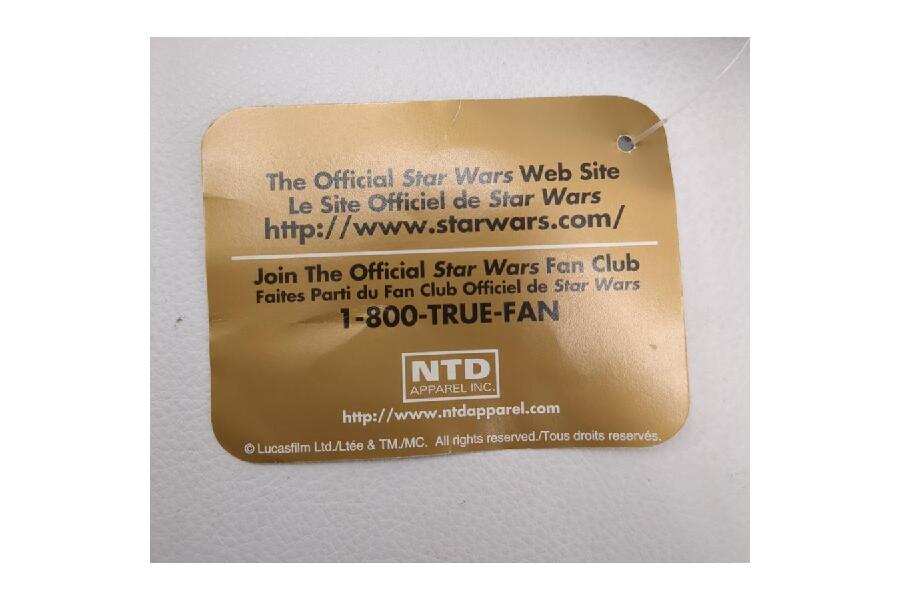 The Official Star Wars Web Site
Le Site Officiel de Star Wars
http://www.starwars.com/
Join The Official Star Wars Fan Club
Faites Parti du Fan Club Officiel de Star Wars
1-800-TRUE-FAN
NTD
APPAREL INC.
http://www.ntdapparel.com
© Lucasfilm Ltd./Ltée & TM./MC. All rights reserved./Tous droits reservés.